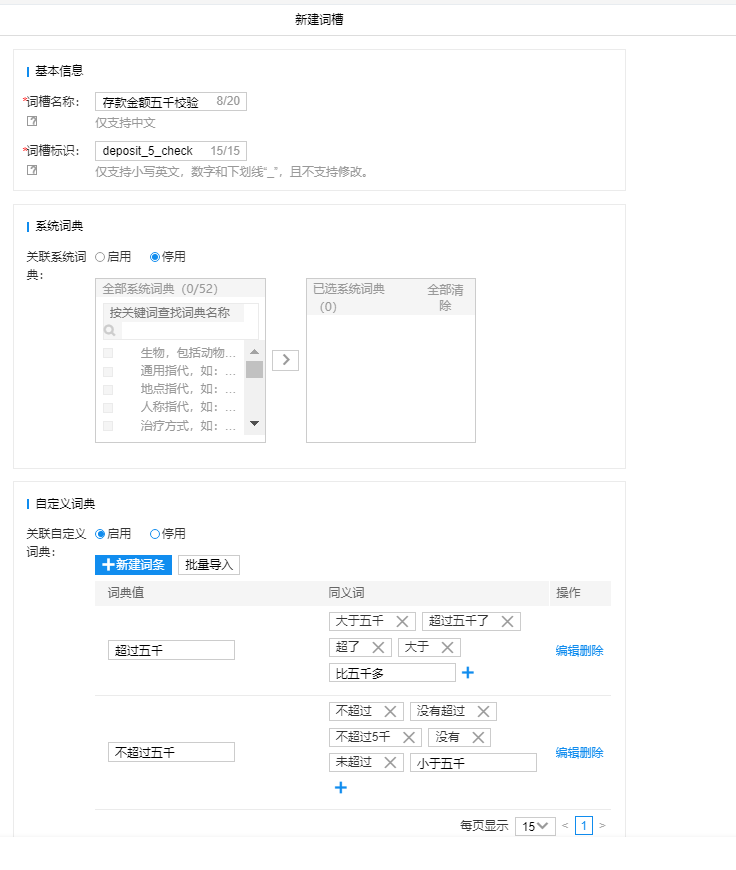 新建词槽
基本信息
*词槽名称: 存款金额五千校验 8/20
仅支持中文
*词槽标识: deposit_5_check 15/15
仅支持小写英文，数字和下划线“_”，且不支持修改。
系统词典
关联系统词典: 启用 停用
全部系统词典（0/52）
按关键词查找词典名称
生物，包括动物...
通用指代，如：...
地点指代，如：...
人称指代，如：...
治疗方式，如：...
已选系统词典（0） 全部清除
自定义词典
关联自定义词典: 启用 停用
新建词条 批量导入
词典值 同义词 操作
大于五千 超过五千了
超了 大于
超过五千 编辑删除
比五千多
不超过 没有超过
不超过5千 没有
不超过五千 编辑删除
未超过 小于五千
每页显示 15 < 1 >